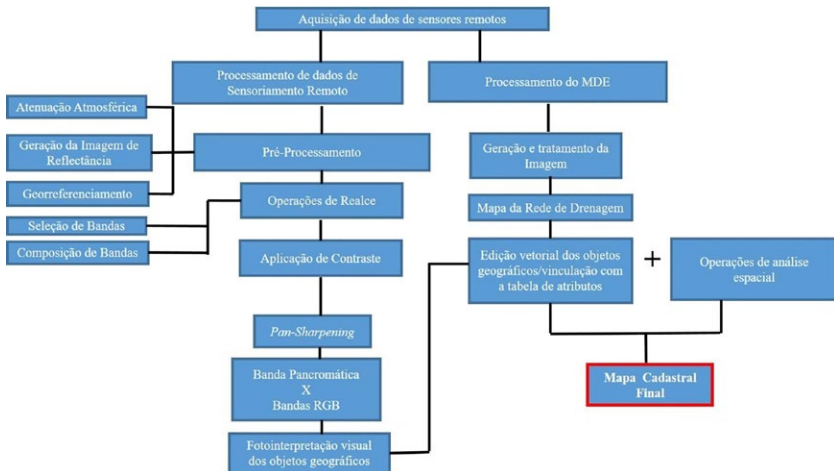 Aquisição de dados de sensores remotos
Processamento de dados de
Sensoriamento Remoto
Processamento do MDE
Atenuação Atmosférica
Geração da Imagem de
Reflectância
Georreferenciamento
Pré-Processamento
Seleção de Bandas
Composição de Bandas
Operações de Realce
Aplicação de Contraste
Pan-Sharpening
Banda Pancromática
X
Bandas RGB
Fotointerpretação visual
dos objetos geográficos
Geração e tratamento da
Imagem
Mapa da Rede de Drenagem
Edição vetorial dos objetos
geográficos/vinculação com
a tabela de atributos
+
Operações de análise
espacial
Mapa Cadastral
Final